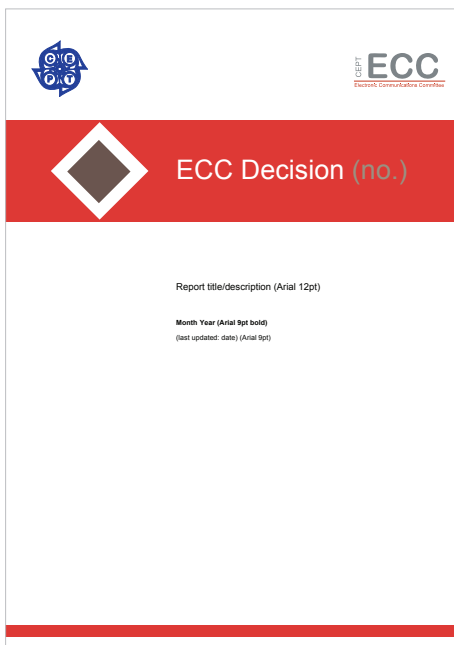 C E
P T
CEPT
ECC
Electronic Communications Committee
ECC Decision (no.)
Report title/description (Arial 12pt)
Month Year (Arial 9pt bold)
(last updated: date) (Arial 9pt)